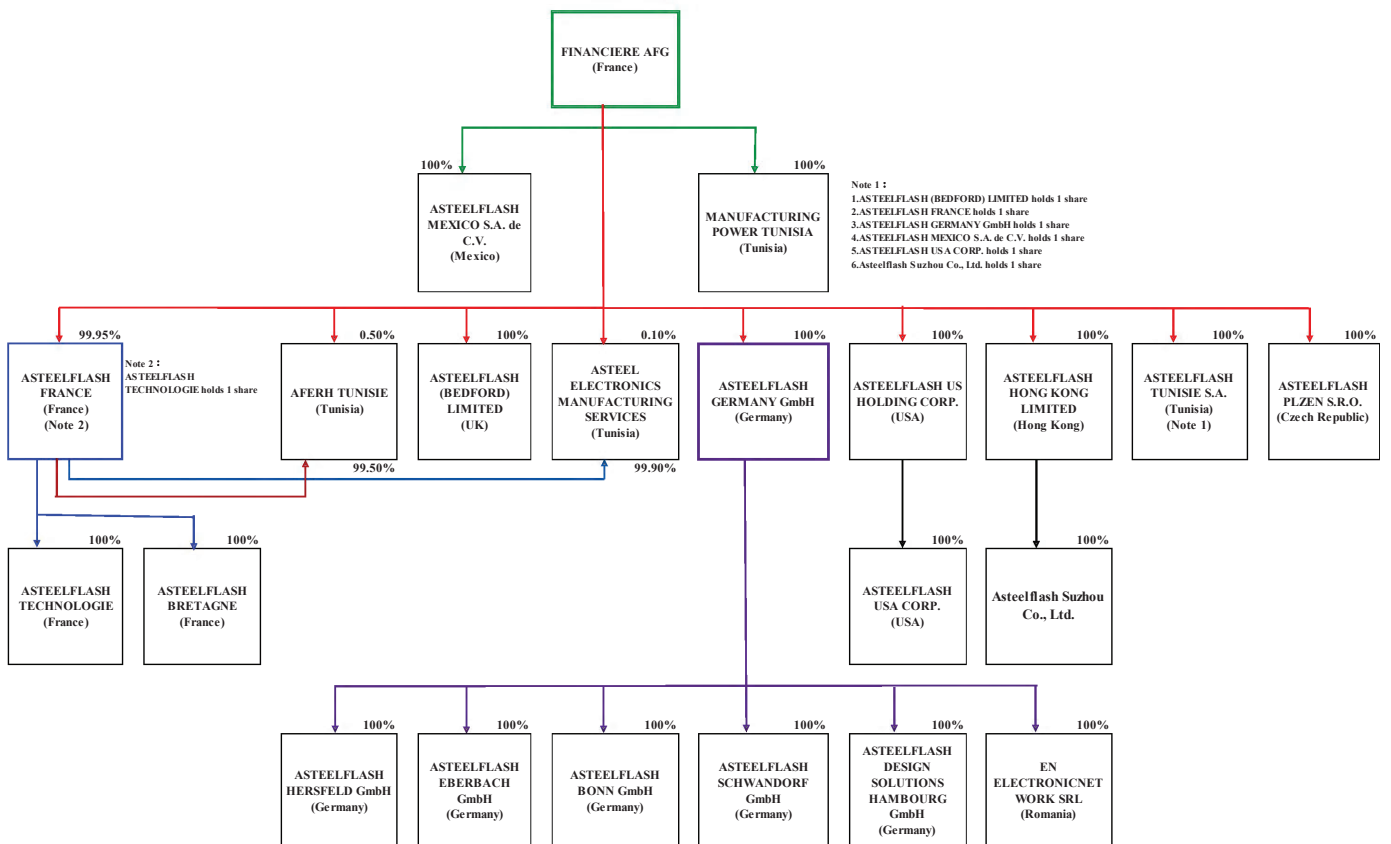 FINANCIERE AFG
(France)
100%
ASTEELFLASH
MEXICO S.A. de
C.V.
(Mexico)
100%
MANUFACTURING
POWER TUNISIA
(Tunisia)
Note 1：
1.ASTEELFLASH (BEDFORD) LIMITED holds 1 share
2.ASTEELFLASH FRANCE holds 1 share
3.ASTEELFLASH GERMANY GmbH holds 1 share
4.ASTEELFLASH MEXICO S.A. de C.V. holds 1 share
5.ASTEELFLASH USA CORP. holds 1 share
6.Asteelflash Suzhou Co., Ltd. holds 1 share
99.95%
ASTEELFLASH
FRANCE
(France)
(Note 2)
Note 2：
ASTEELFLASH
TECHNOLOGIE holds 1 share
0.50%
AFERH TUNISIE
(Tunisia)
99.50%
100%
ASTEELFLASH
(BEDFORD)
LIMITED
(UK)
0.10%
ASTEEL
ELECTRONICS
MANUFACTURING
SERVICES
(Tunisia)
99.90%
100%
ASTEELFLASH
GERMANY GmbH
(Germany)
100%
ASTEELFLASH US
HOLDING CORP.
(USA)
100%
ASTEELFLASH
HONG KONG
LIMITED
(Hong Kong)
100%
ASTEELFLASH
TUNISIE S.A.
(Tunisia)
(Note 1)
100%
ASTEELFLASH
PLZEN S.R.O.
(Czech Republic)
100%
ASTEELFLASH
TECHNOLOGIE
(France)
100%
ASTEELFLASH
BRETAGNE
(France)
100%
ASTEELFLASH
USA CORP.
(USA)
100%
Asteelflash Suzhou
Co., Ltd.
100%
ASTEELFLASH
HERSFELD GmbH
(Germany)
100%
ASTEELFLASH
EBERBACH
GmbH
(Germany)
100%
ASTEELFLASH
BONN GmbH
(Germany)
100%
ASTEELFLASH
SCHWANDORF
GmbH
(Germany)
100%
ASTEELFLASH
DESIGN
SOLUTIONS
HAMBOURG
GmbH
(Germany)
100%
EN
ELECTRONICNET
WORK SRL
(Romania)